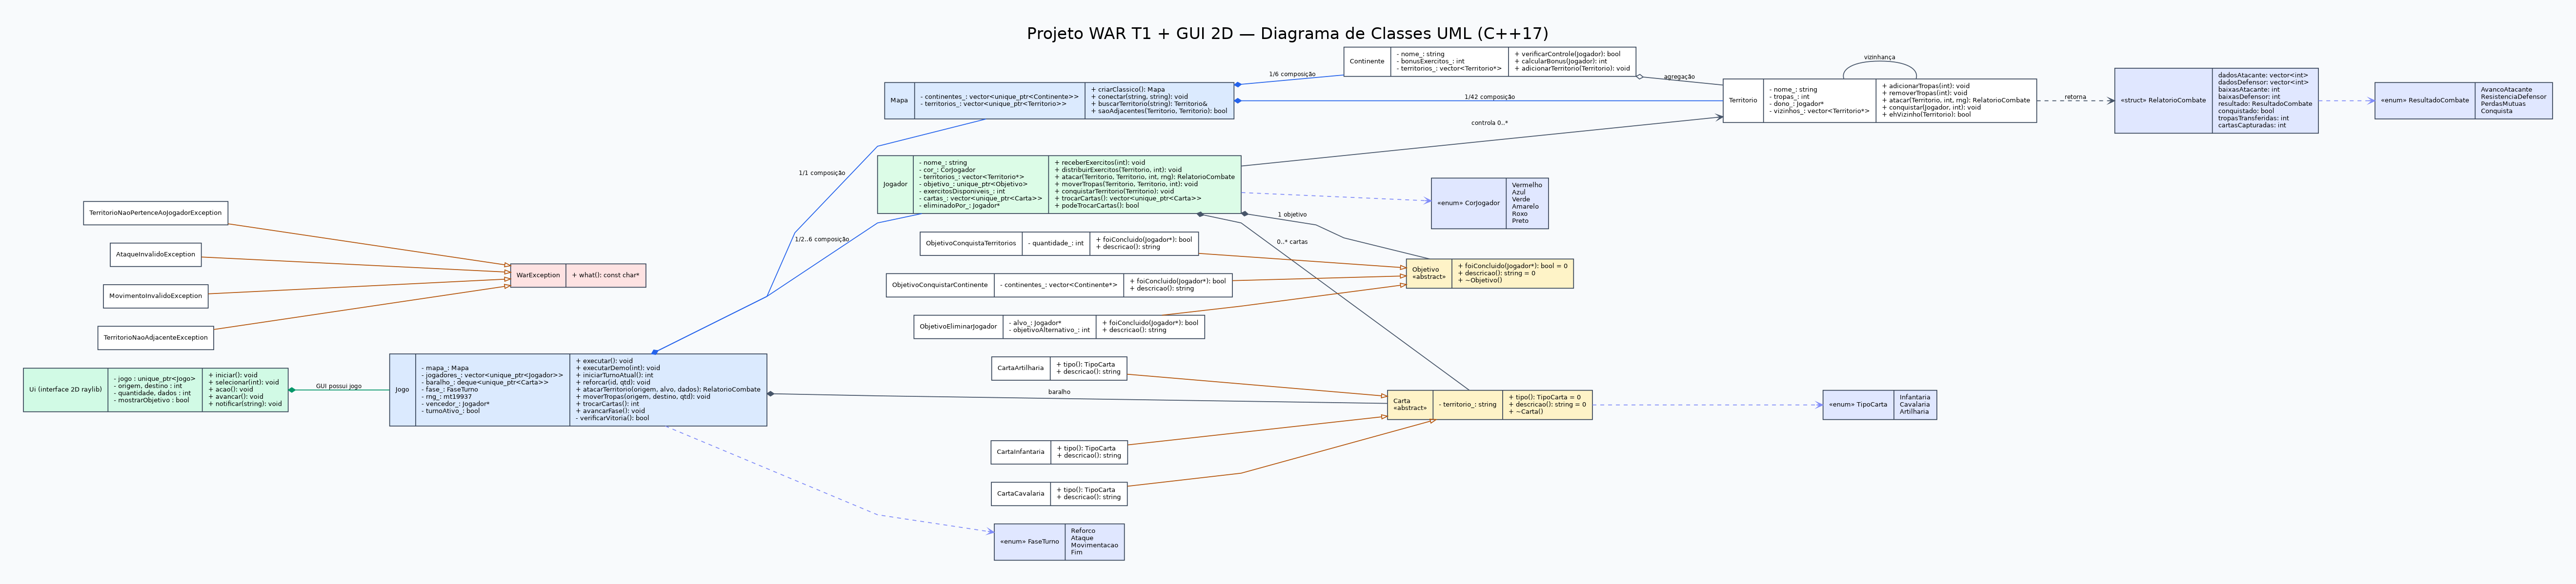 Projeto WAR T1 + GUI 2D — Diagrama de Classes UML (C++17)
Continente
- nome_: string
- bonusExercitos_: int
- territorios_: vector<Territorio*>
+ verificarControle(Jogador): bool
+ calcularBonus(Jogador): int
+ adicionarTerritorio(Territorio): void
1/6 composição
agregação
vizinhança
Mapa
- continentes_: vector<unique_ptr<Continente>>
- territorios_: vector<unique_ptr<Territorio>>
+ criarClassico(): Mapa
+ conectar(string, string): void
+ buscarTerritorio(string): Territorio&
+ saoAdjacentes(Territorio, Territorio): bool
1/42 composição
Territorio
- nome_: string
- tropas_: int
- dono_: Jogador*
- vizinhos_: vector<Territorio*>
+ adicionarTropas(int): void
+ removerTropas(int): void
+ atacar(Territorio, int, rng): RelatorioCombate
+ conquistar(Jogador, int): void
+ ehVizinho(Territorio): bool
retorna
«struct» RelatorioCombate
dadosAtacante: vector<int>
dadosDefensor: vector<int>
baixasAtacante: int
baixasDefensor: int
resultado: ResultadoCombate
conquistado: bool
tropasTransferidas: int
cartasCapturadas: int
«enum» ResultadoCombate
AvancoAtacante
ResistenciaDefensor
PerdasMutuas
Conquista
controla 0..*
1/1 composição
Jogador
- nome_: string
- cor_: CorJogador
- territorios_: vector<Territorio*>
- objetivo_: unique_ptr<Objetivo>
- exercitosDisponiveis_: int
- cartas_: vector<unique_ptr<Carta>>
- eliminadoPor_: Jogador*
+ receberExercitos(int): void
+ distribuirExercitos(Territorio, int): void
+ atacar(Territorio, Territorio, int, rng): RelatorioCombate
+ moverTropas(Territorio, Territorio, int): void
+ conquistarTerritorio(Territorio): void
+ trocarCartas(): vector<unique_ptr<Carta>>
+ podeTrocarCartas(): bool
«enum» CorJogador
Vermelho
Azul
Verde
Amarelo
Roxo
Preto
1 objetivo
0..* cartas
1/2..6 composição
TerritorioNaoPertenceAoJogadorException
AtaqueInvalidoException
MovimentoInvalidoException
TerritorioNaoAdjacenteException
WarException
+ what(): const char*
ObjetivoConquistaTerritorios
- quantidade_: int
+ foiConcluido(Jogador*): bool
+ descricao(): string
ObjetivoConquistarContinente
- continentes_: vector<Continente*>
+ foiConcluido(Jogador*): bool
+ descricao(): string
ObjetivoEliminarJogador
- alvo_: Jogador*
- objetivoAlternativo_: int
+ foiConcluido(Jogador*): bool
+ descricao(): string
Objetivo
«abstract»
+ foiConcluido(Jogador*): bool = 0
+ descricao(): string = 0
+ ~Objetivo()
Ui (interface 2D raylib)
- jogo : unique_ptr<Jogo>
- origem, destino : int
- quantidade, dados : int
- mostrarObjetivo : bool
+ iniciar(): void
+ selecionar(int): void
+ acao(): void
+ avancar(): void
+ notificar(string): void
GUI possui jogo
Jogo
- mapa_: Mapa
- jogadores_: vector<unique_ptr<Jogador>>
- baralho_: deque<unique_ptr<Carta>>
- fase_: FaseTurno
- rng_: mt19937
- vencedor_: Jogador*
- turnoAtivo_: bool
+ executar(): void
+ executarDemo(int): void
+ iniciarTurnoAtual(): int
+ reforcar(id, qtd): void
+ atacarTerritorio(origem, alvo, dados): RelatorioCombate
+ moverTropas(origem, destino, qtd): void
+ trocarCartas(): int
+ avancarFase(): void
- verificarVitoria(): bool
baralho
CartaArtilharia
+ tipo(): TipoCarta
+ descricao(): string
Carta
«abstract»
- territorio_: string
+ tipo(): TipoCarta = 0
+ descricao(): string = 0
+ ~Carta()
«enum» TipoCarta
Infantaria
Cavalaria
Artilharia
CartaInfantaria
+ tipo(): TipoCarta
+ descricao(): string
CartaCavalaria
+ tipo(): TipoCarta
+ descricao(): string
«enum» FaseTurno
Reforco
Ataque
Movimentacao
Fim